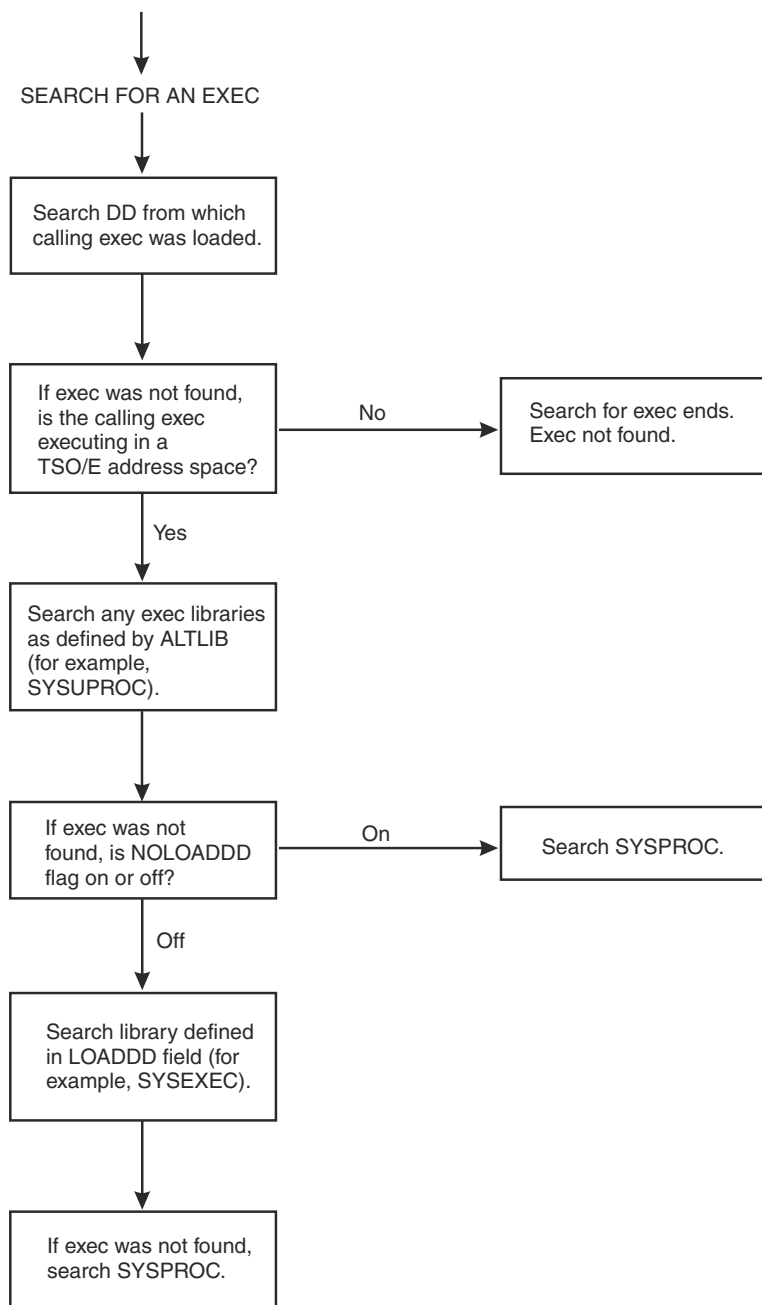 SEARCH FOR AN EXEC
Search DD from which
calling exec was loaded.
If exec was not found,
is the calling exec
executing in a
TSO/E address space?
No
Search for exec ends.
Exec not found.
Yes
Search any exec libraries
as defined by ALTLIB
(for example,
SYSUPROC).
If exec was not
found, is NOLOADDD
flag on or off?
On
Search SYSPROC.
Off
Search library defined
in LOADDD field (for
example, SYSEXEC).
If exec was not found,
search SYSPROC.